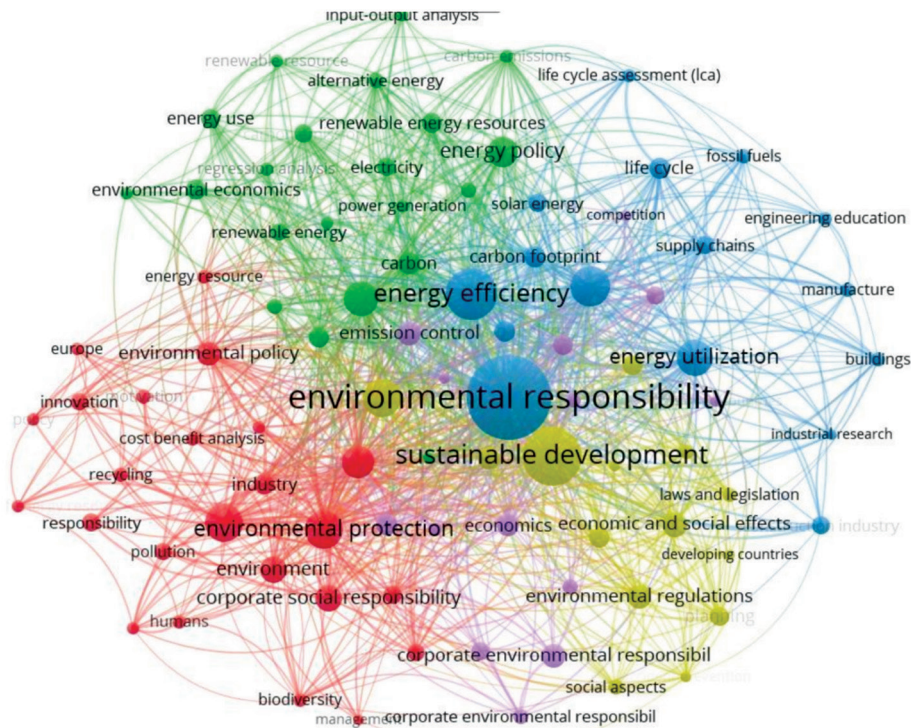 input-output analysis
renewable resource
carbon emissions
alternative energy
life cycle assessment (lca)
energy use
renewable energy resources
energy policy
fossil fuels
regression analysis
electricity
life cycle
environmental economics
power generation
solar energy
competition
engineering education
renewable energy
carbon footprint
supply chains
carbon
energy resource
energy efficiency
manufacture
emission control
environmental policy
europe
energy utilization
buildings
environmental responsibility
motivation
innovation
policy
cost benefit analysis
industrial research
sustainable development
recycling
industry
laws and legislation
responsibility
environmental protection
economics
economic and social effects
industry
pollution
developing countries
environment
corporate social responsibility
environmental regulations
planning
humans
corporate environmental responsibil
social aspects
biodiversity
management
corporate environmental responsibil